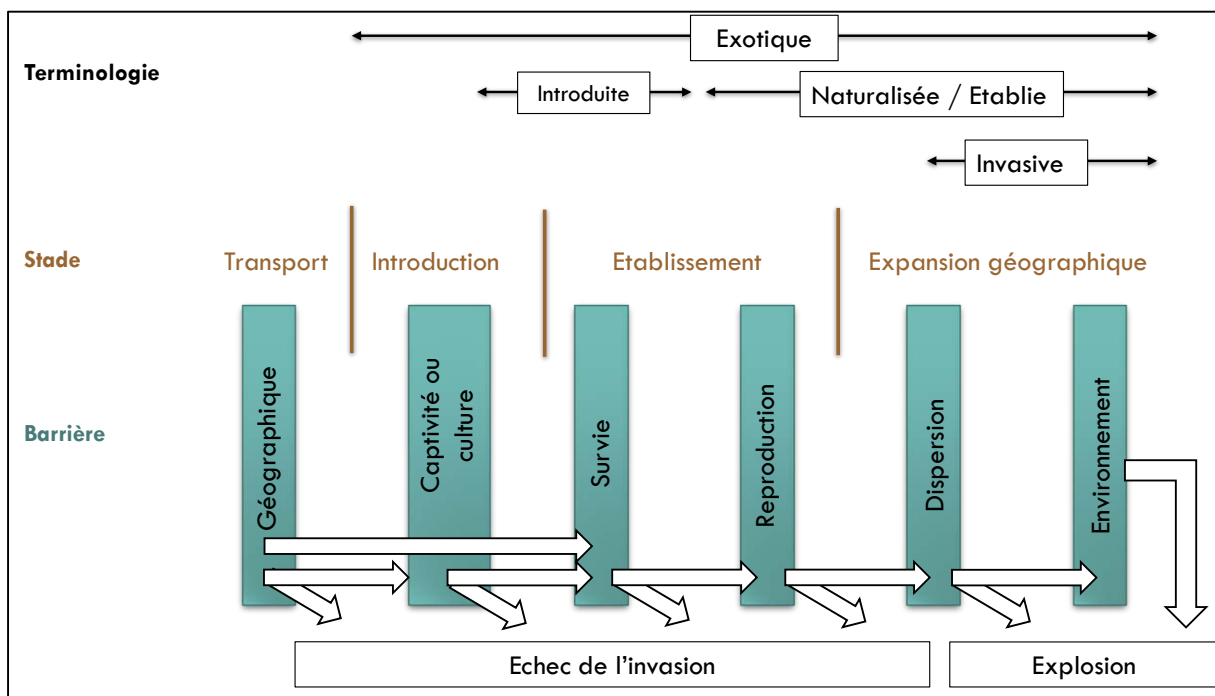 Exotique
Terminologie
Introduite
Naturalisée / Etablie
Invasive
Stade
Transport
Introduction
Etablissement
Expansion géographique
Barrière
Géographique
Captivité ou
culture
Survie
Reproduction
Dispersion
Environnement
Echec de l’invasion
Explosion